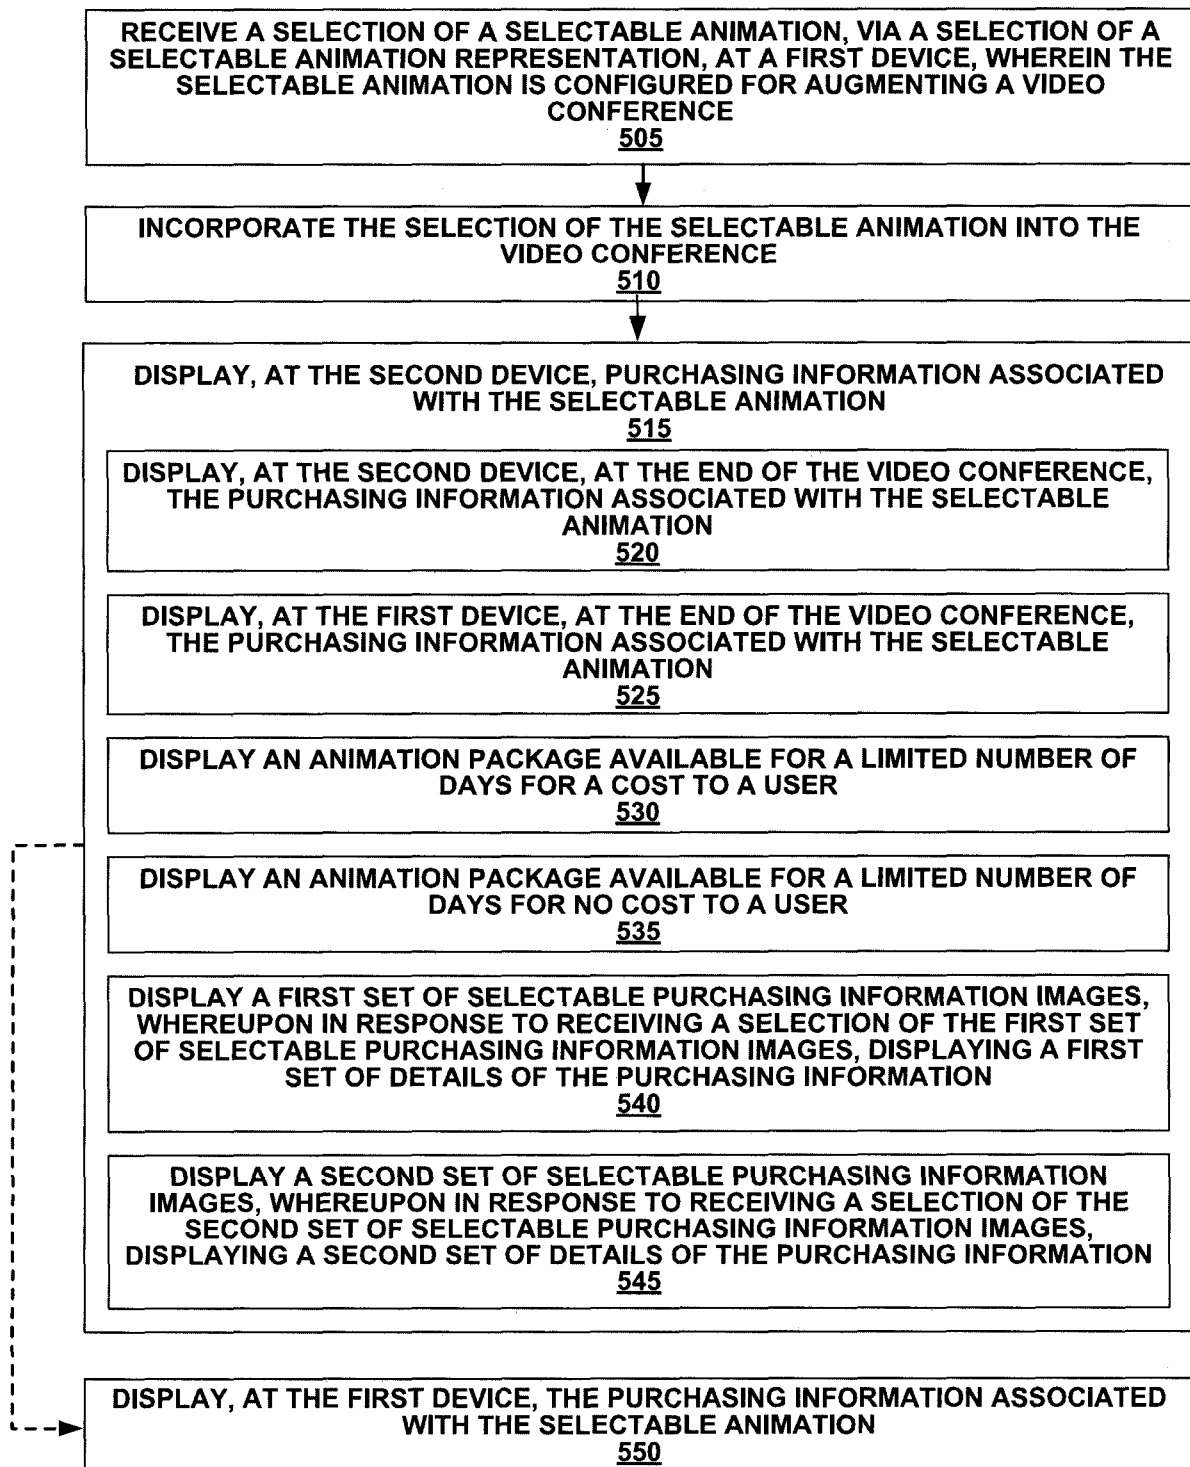 RECEIVE A SELECTION OF A SELECTABLE ANIMATION, VIA A SELECTION OF A
SELECTABLE ANIMATION REPRESENTATION, AT A FIRST DEVICE, WHEREIN THE
SELECTABLE ANIMATION IS CONFIGURED FOR AUGMENTING A VIDEO
CONFERENCE
505
INCORPORATE THE SELECTION OF THE SELECTABLE ANIMATION INTO THE
VIDEO CONFERENCE
510
DISPLAY, AT THE SECOND DEVICE, PURCHASING INFORMATION ASSOCIATED
WITH THE SELECTABLE ANIMATION
515
DISPLAY, AT THE SECOND DEVICE, AT THE END OF THE VIDEO CONFERENCE,
THE PURCHASING INFORMATION ASSOCIATED WITH THE SELECTABLE
ANIMATION
520
DISPLAY, AT THE FIRST DEVICE, AT THE END OF THE VIDEO CONFERENCE,
THE PURCHASING INFORMATION ASSOCIATED WITH THE SELECTABLE
ANIMATION
525
DISPLAY AN ANIMATION PACKAGE AVAILABLE FOR A LIMITED NUMBER OF
DAYS FOR A COST TO A USER
530
DISPLAY AN ANIMATION PACKAGE AVAILABLE FOR A LIMITED NUMBER OF
DAYS FOR NO COST TO A USER
535
DISPLAY A FIRST SET OF SELECTABLE PURCHASING INFORMATION IMAGES,
WHEREUPON IN RESPONSE TO RECEIVING A SELECTION OF THE FIRST SET
OF SELECTABLE PURCHASING INFORMATION IMAGES, DISPLAYING A FIRST
SET OF DETAILS OF THE PURCHASING INFORMATION
540
DISPLAY A SECOND SET OF SELECTABLE PURCHASING INFORMATION
IMAGES, WHEREUPON IN RESPONSE TO RECEIVING A SELECTION OF THE
SECOND SET OF SELECTABLE PURCHASING INFORMATION IMAGES,
DISPLAYING A SECOND SET OF DETAILS OF THE PURCHASING INFORMATION
545
DISPLAY, AT THE FIRST DEVICE, THE PURCHASING INFORMATION ASSOCIATED
WITH THE SELECTABLE ANIMATION
550